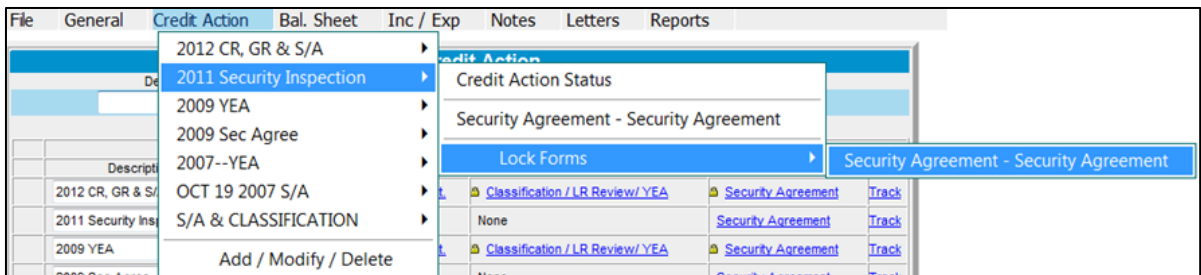 File General Credit Action Bal. Sheet Inc / Exp Notes Letters Reports
2012 CR, GR & S/A
2011 Security Inspection
2009 YEA
2009 Sec Agree
2007--YEA
OCT 19 2007 S/A
S/A & CLASSIFICATION
Add / Modify / Delete
Credit Action Status
Security Agreement - Security Agreement
Lock Forms
Security Agreement - Security Agreement
Action
2012 CR, GR & S/ Classification / LR Review/ YEA Security Agreement Track
2011 Security Insp None Security Agreement Track
2009 YEA Classification / LR Review/ YEA Security Agreement Track